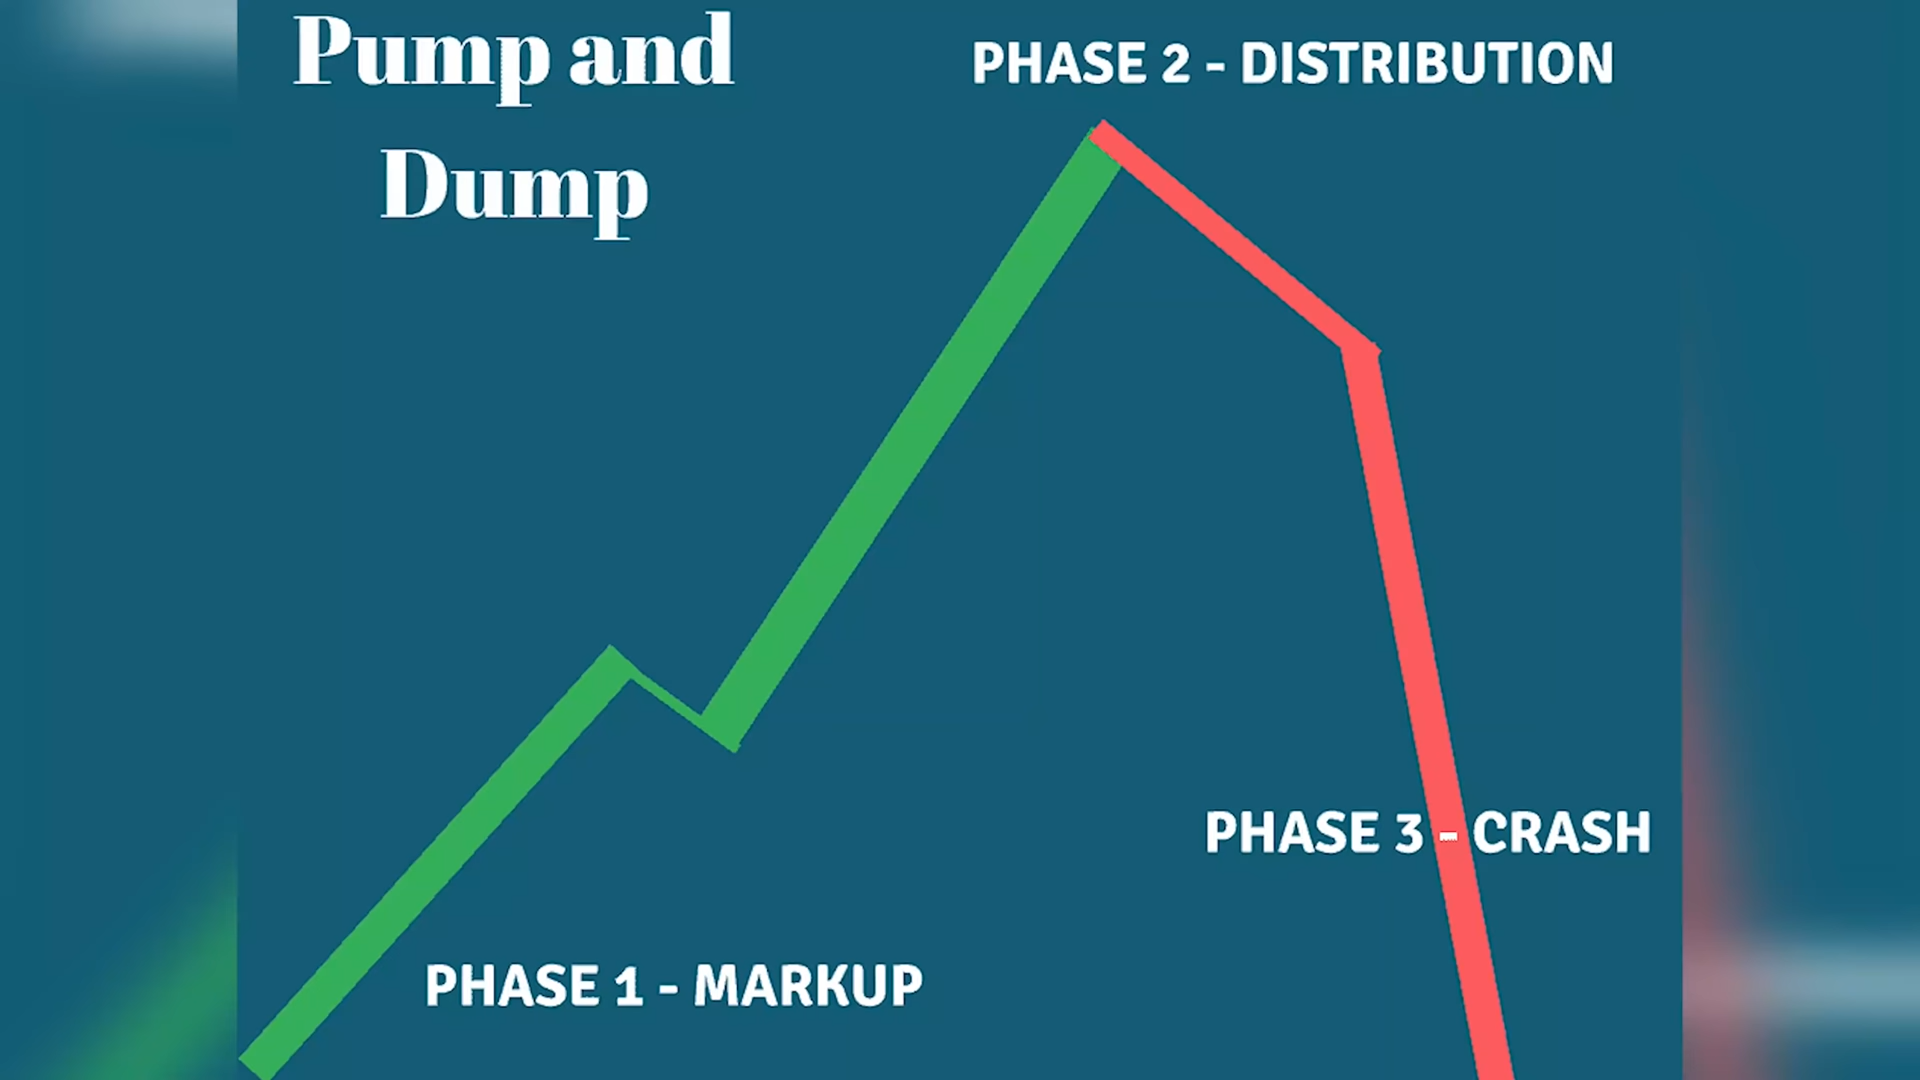 Pump and
Dump
PHASE 2 - DISTRIBUTION
PHASE 3 - CRASH
PHASE 1 - MARKUP